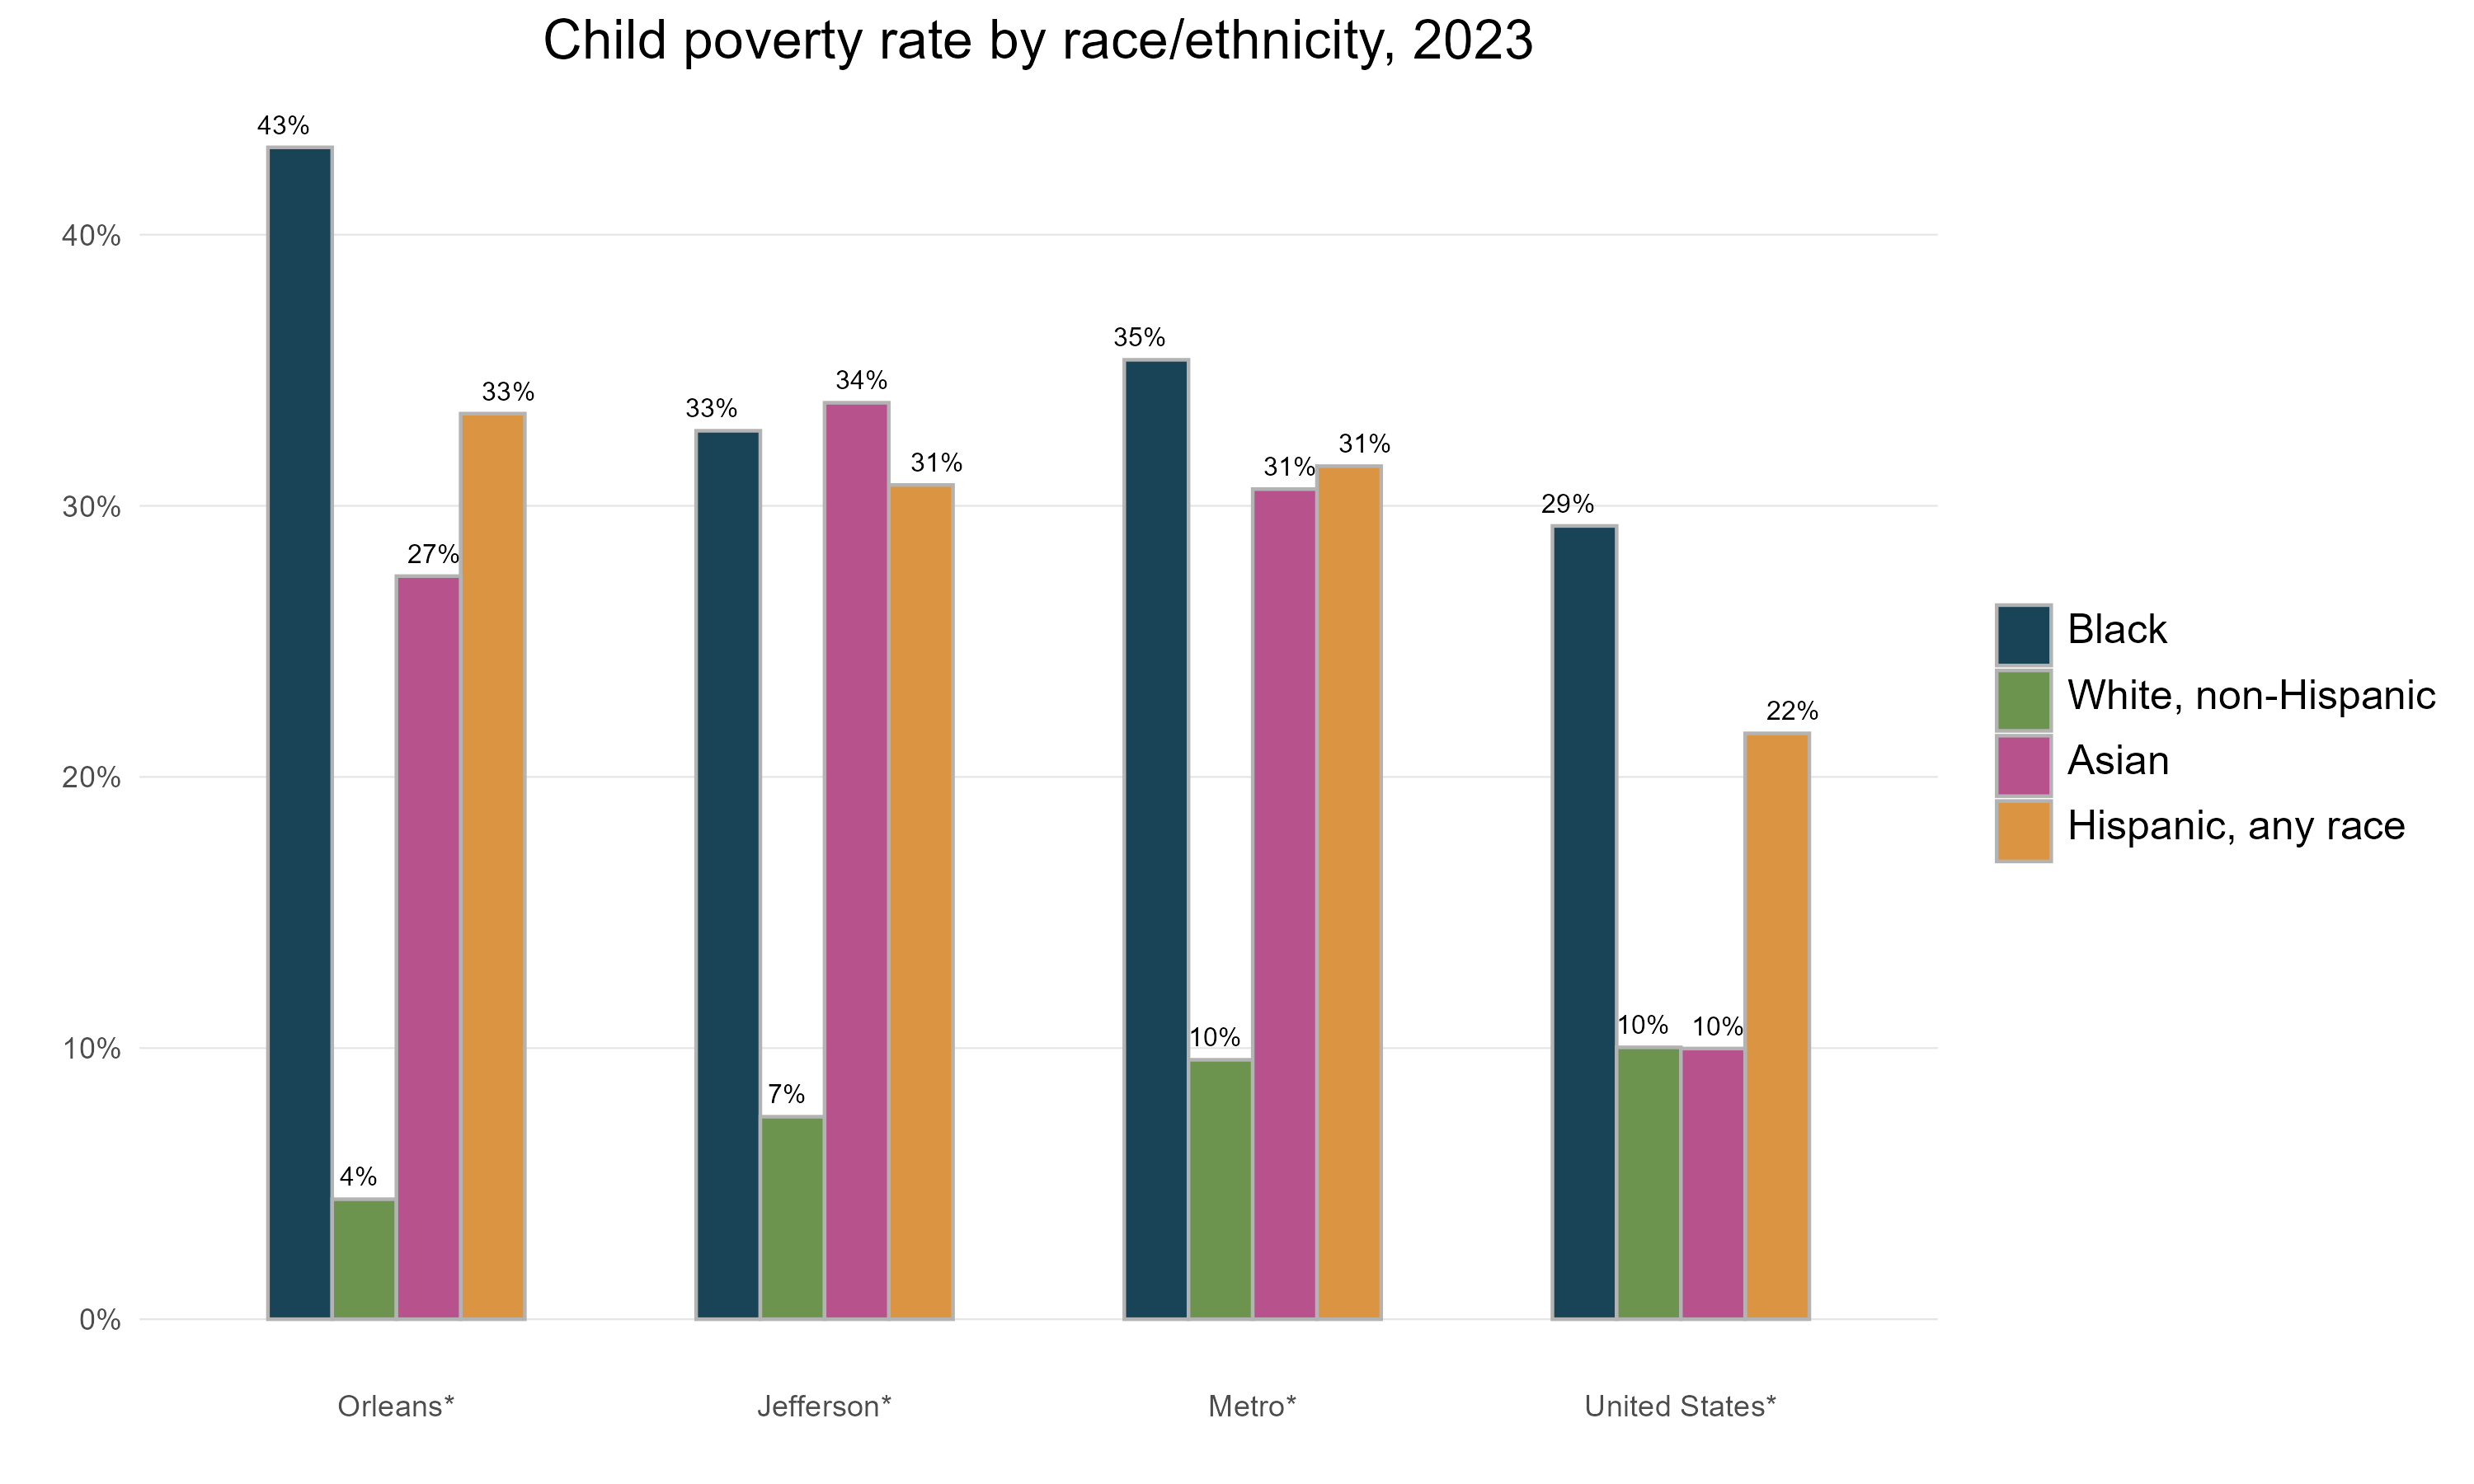 Child poverty rate by race/ethnicity, 2023
43%
33%
27%
4%
33%
34%
31%
7%
35%
31%
31%
10%
29%
22%
10%
10%
40%
30%
20%
10%
0%
Orleans*
Jefferson*
Metro*
United States*
Black
White, non-Hispanic
Asian
Hispanic, any race